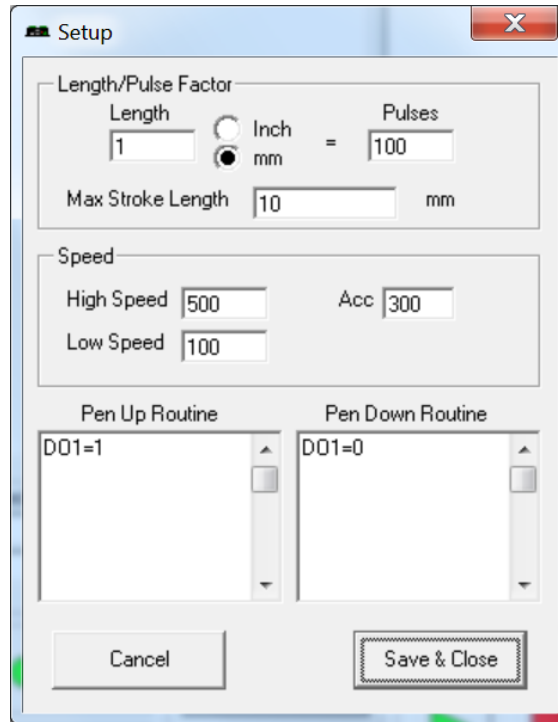 Setup
Length/Pulse Factor
Length Pulses
1 Inch mm = 100
Max Stroke Length 10 mm
Speed
High Speed 500 Acc 300
Low Speed 100
Pen Up Routine Pen Down Routine
DO1=1 DO1=0
Cancel Save & Close